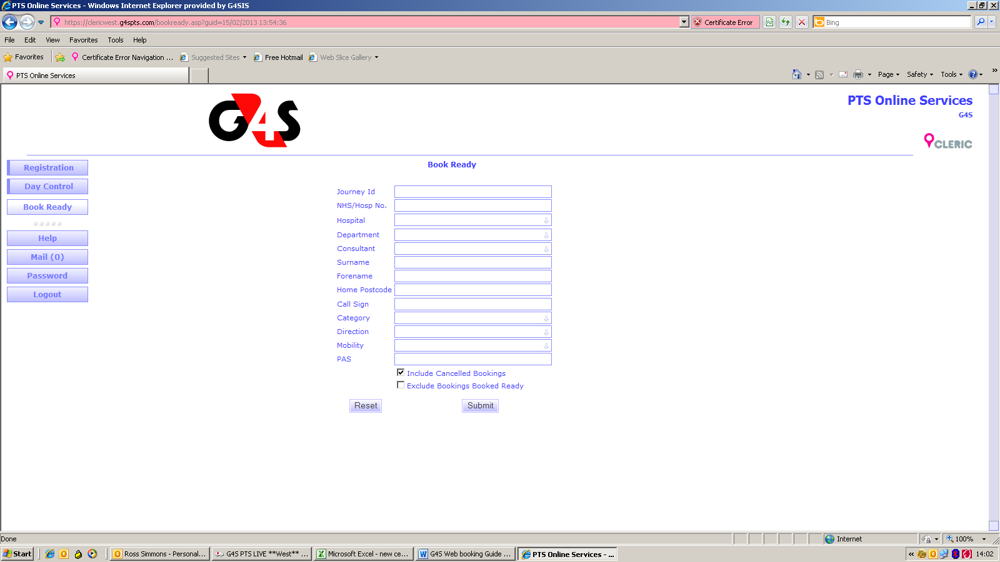 PTS Online Services - Windows Internet Explorer provided by G4SIS
https://clericwest.g4spts.com/bookready.asp?guid=15/02/2013 13:54:36
Certificate Error
Bing
File Edit View Favorites Tools Help
Favorites Certificate Error Navigation ... Suggested Sites Free Hotmail Web Slice Gallery
PTS Online Services
Page Safety Tools
G4S
PTS Online Services
G4S
CLERIC
Registration
Day Control
Book Ready
Help
Mail (0)
Password
Logout
Book Ready
Journey Id
NHS/Hosp No.
Hospital
Department
Consultant
Surname
Forename
Home Postcode
Call Sign
Category
Direction
Mobility
PAS
Include Cancelled Bookings
Exclude Bookings Booked Ready
Reset Submit
Done Internet 100%
Start Ross Simmons - Personal... G4S PTS LIVE **West** ... Microsoft Excel - new ce... G4S Web booking Guide ... PTS Online Services - ... 14:02